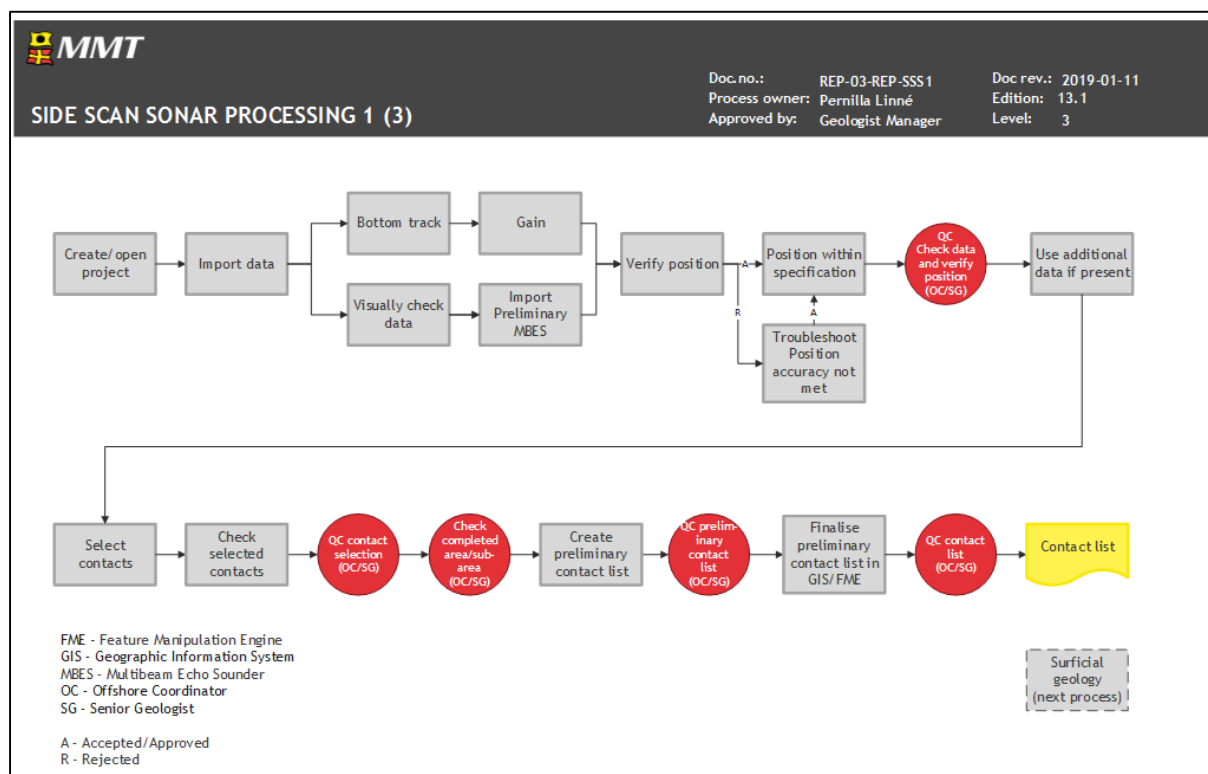 MMT
Doc.no.: REP-03-REP-SSS1 Doc rev.: 2019-01-11
Process owner: Pernilla Linné Edition: 13.1
SIDE SCAN SONAR PROCESSING 1 (3)
Approved by: Geologist Manager Level: 3
Create/open
project
Import data
Bottom track
Gain
Visually check
data
Import
Preliminary
MBES
Verify position
A
R
Position within
specification
A
Troubleshoot
Position
accuracy not
met
QC
Check data
and verify
position
(OC/SG)
Use additional
data if present
Select
contacts
Check
selected
contacts
QC contact
selection
(OC/SG)
Check
completed
area/sub-
area
(OC/SG)
Create
preliminary
contact list
QC prelim-
inary
contact
list
(OC/SG)
Finalise
preliminary
contact list in
GIS/FME
QC contact
list
(OC/SG)
Contact list
FME - Feature Manipulation Engine
GIS - Geographic Information System
MBES - Multibeam Echo Sounder
OC - Offshore Coordinator
SG - Senior Geologist
A - Accepted/Approved
R - Rejected
Surficial
geology
(next process)